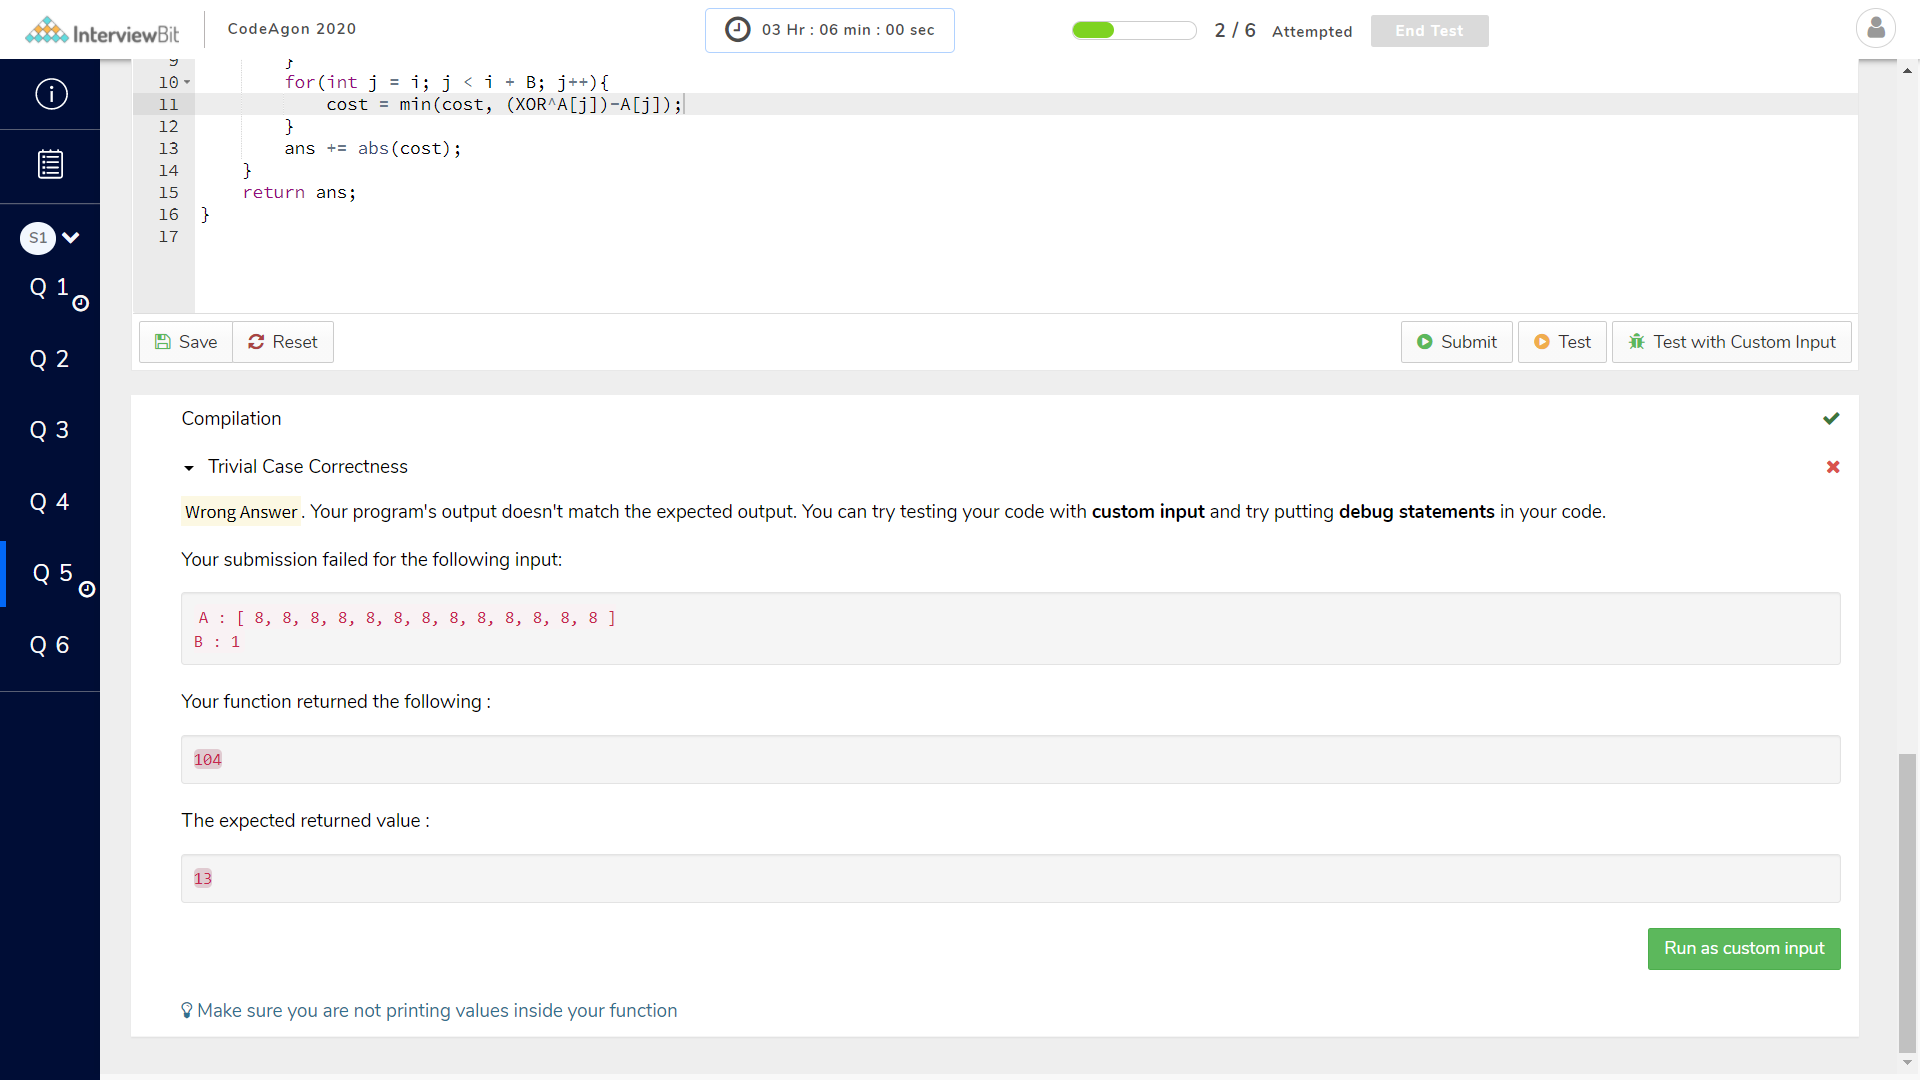 InterviewBit
CodeAgon 2020
03 Hr : 06 min : 00 sec
2 / 6 Attempted
End Test
S1
Q 1
Q 2
Q 3
Q 4
Q 5
Q 6
9 }
10 for(int j = i; j < i + B; j++){
11 cost = min(cost, (XOR^A[j])-A[j]);
12 }
13 ans += abs(cost);
14 }
15 return ans;
16 }
17
Save
Reset
Submit
Test
Test with Custom Input
Compilation
Trivial Case Correctness
Wrong Answer. Your program's output doesn't match the expected output. You can try testing your code with custom input and try putting debug statements in your code.
Your submission failed for the following input:
A : [ 8, 8, 8, 8, 8, 8, 8, 8, 8, 8, 8, 8, 8 ]
B : 1
Your function returned the following :
104
The expected returned value :
13
Run as custom input
Make sure you are not printing values inside your function